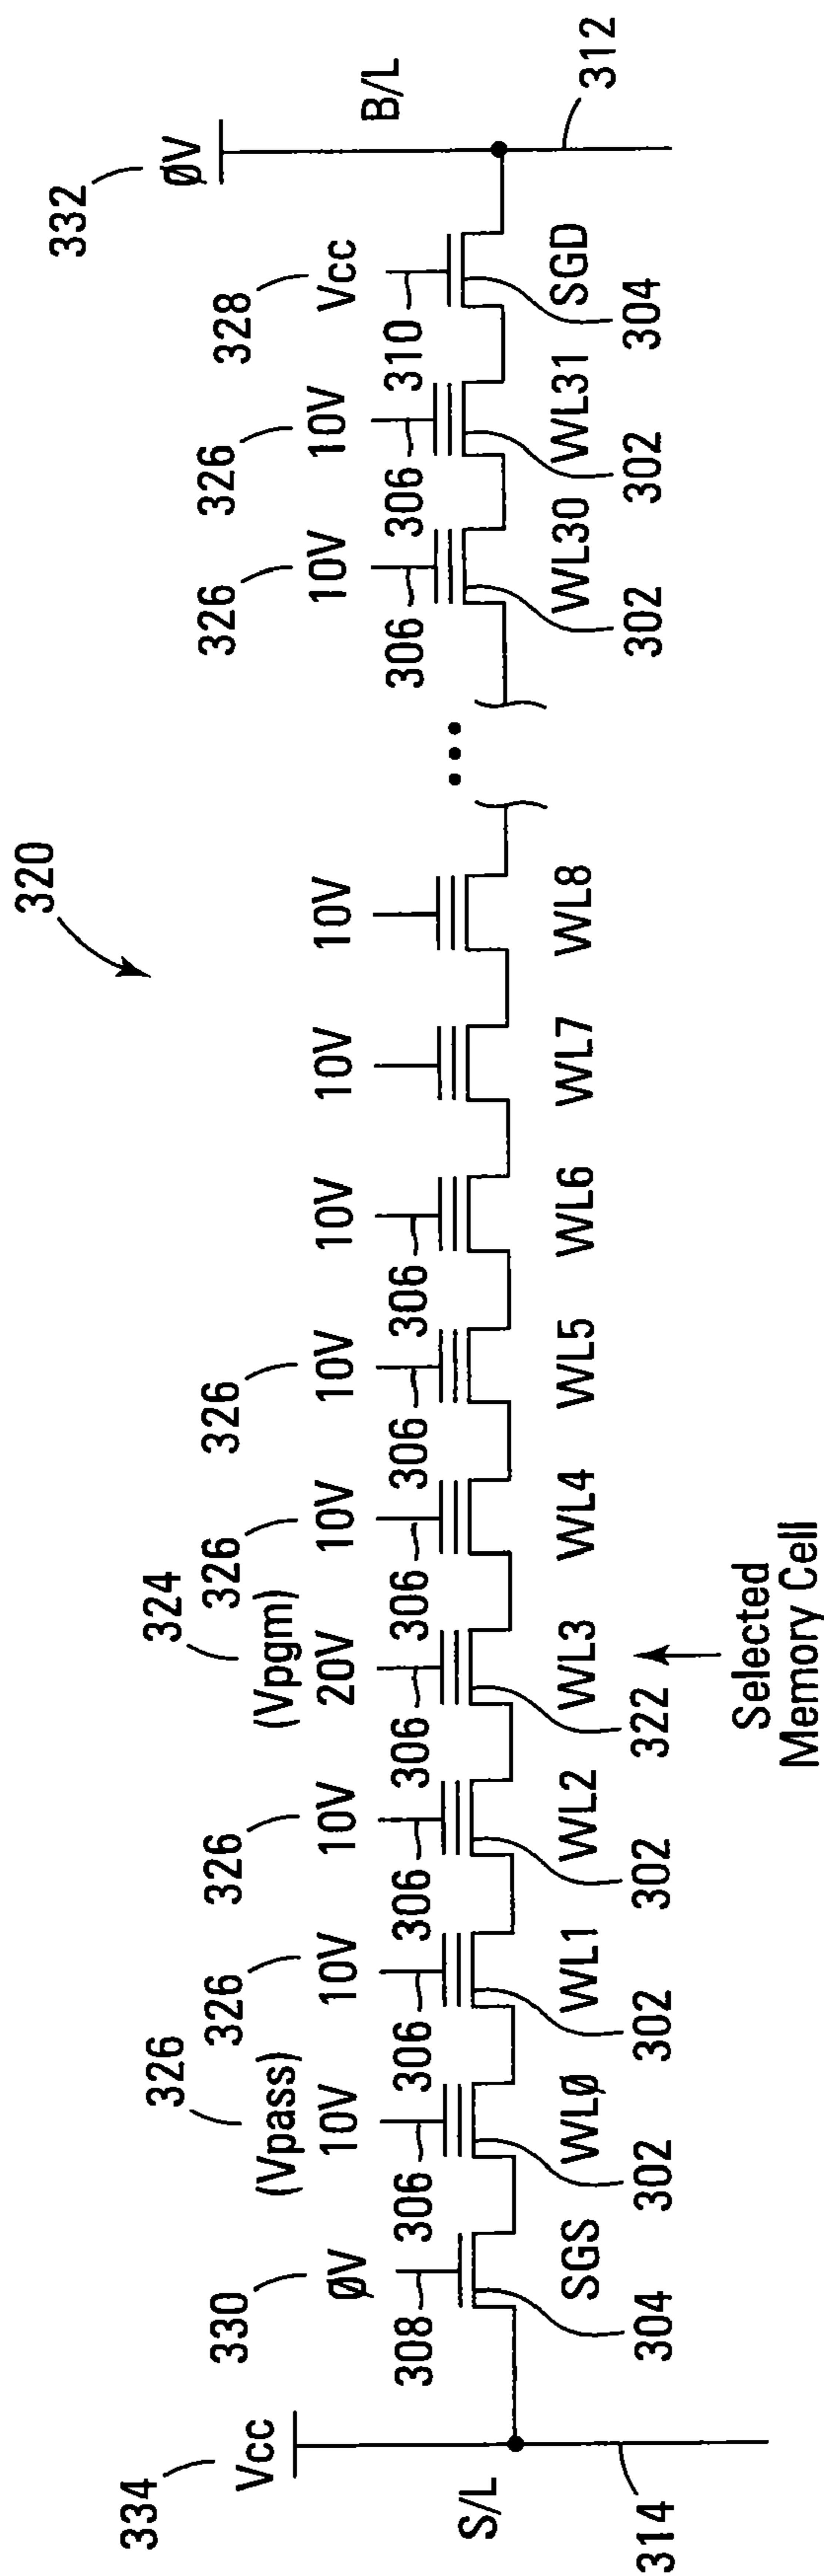 320
334 330 326 326 326 324 326 326 326 326 328 332
(Vpass) (Vpgm)
Vcc ØV 10V 10V 10V 20V 10V 10V 10V 10V 10V 10V 10V Vcc ØV
308 306 306 306 306 306 306 306 306 306 310
S/L B/L
SGS WLØ WL1 WL2 WL3 WL4 WL5 WL6 WL7 WL8 ••• WL30 WL31 SGD
314 304 302 302 302 322 302 302 304 312
Selected
Memory Cell